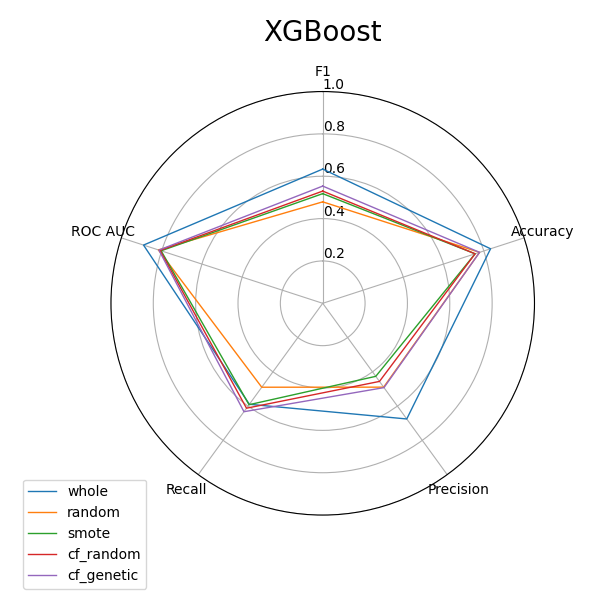 XGBoost
F1
1.0
0.8
0.6
0.4
0.2
ROC AUC
Accuracy
Recall
Precision
whole
random
smote
cf_random
cf_genetic